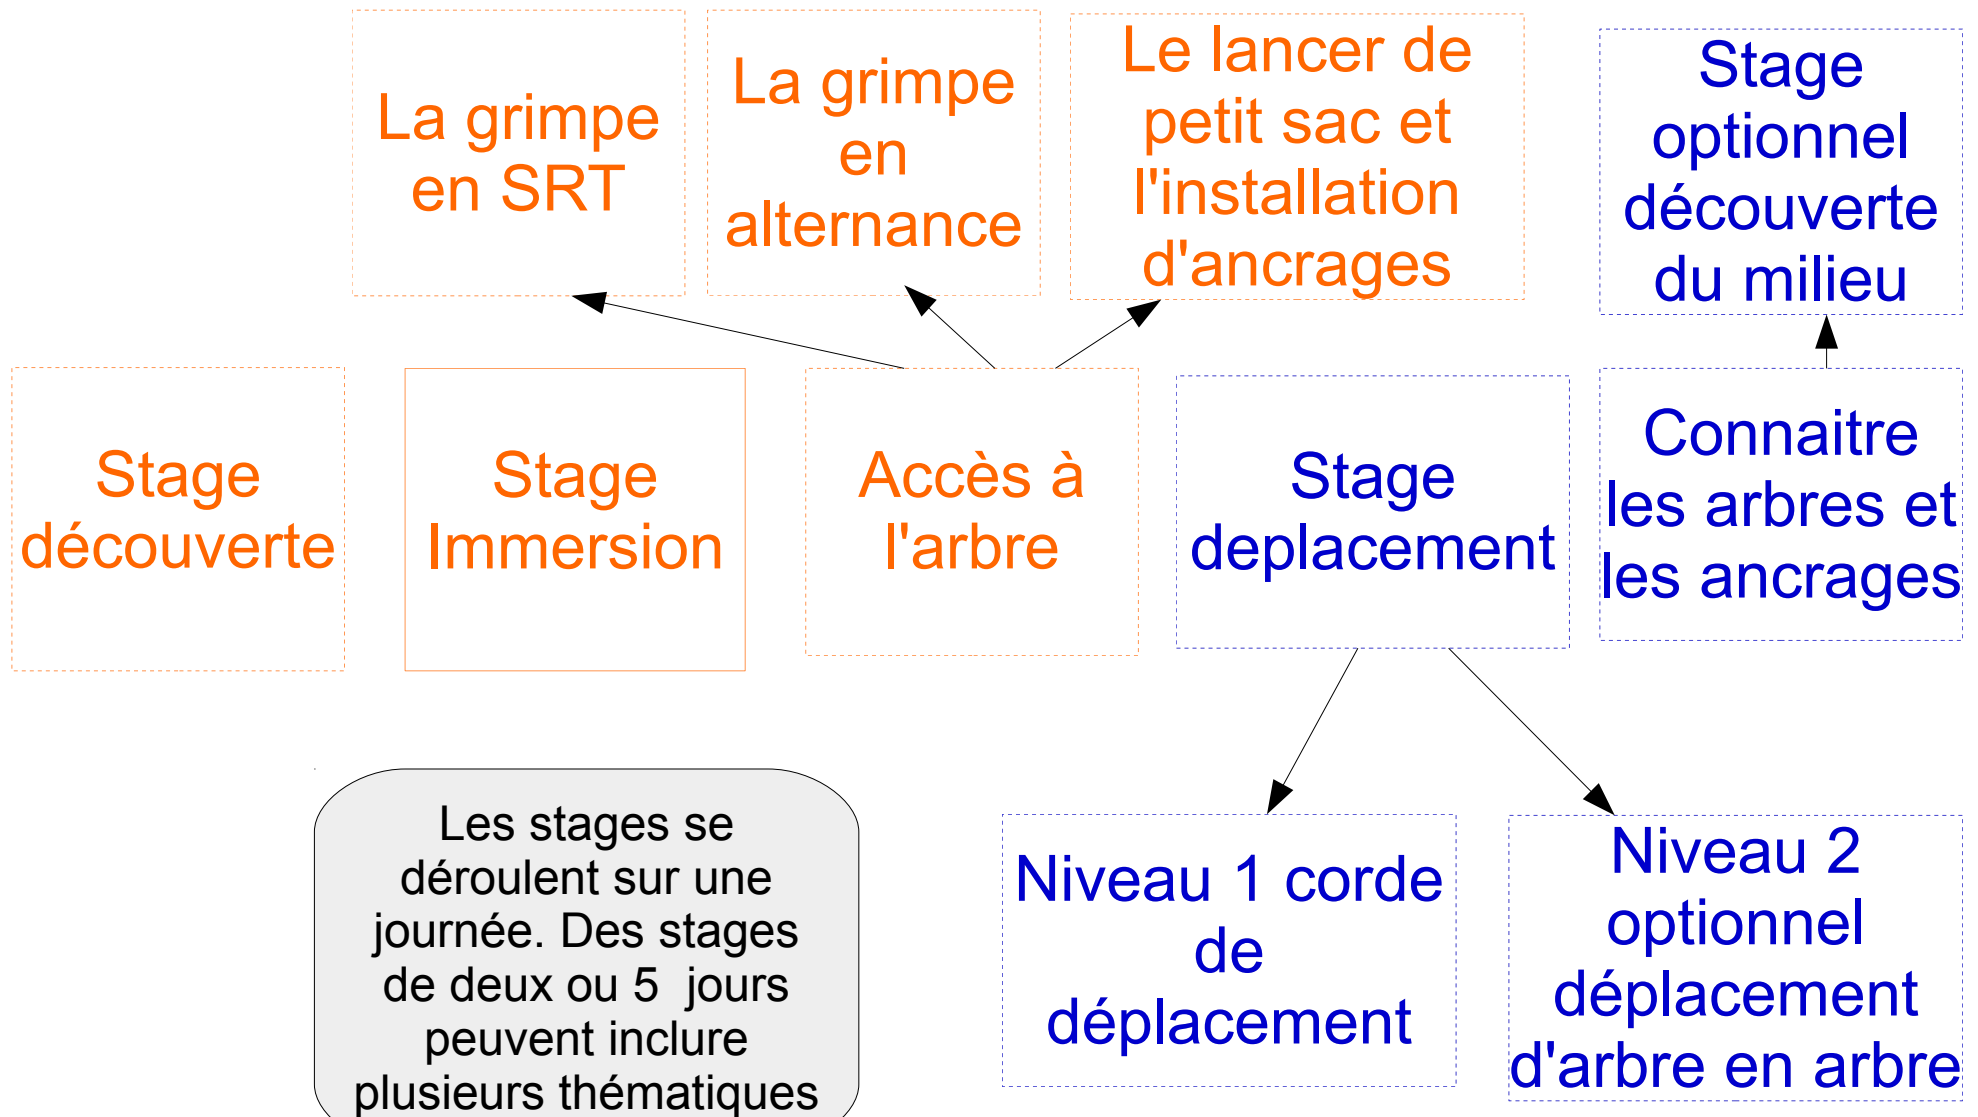 La grimpe
en SRT
La grimpe
en
alternance
Le lancer de
petit sac et
l'installation
d'ancrages
Stage
optionnel
découverte
du milieu
Stage
découverte
Stage
Immersion
Accès à
l'arbre
Stage
deplacement
Connaitre
les arbres et
les ancrages
Les stages se
déroulent sur une
journée. Des stages
de deux ou 5 jours
peuvent inclure
plusieurs thématiques
Niveau 1 corde
de
déplacement
Niveau 2
optionnel
déplacement
d'arbre en arbre